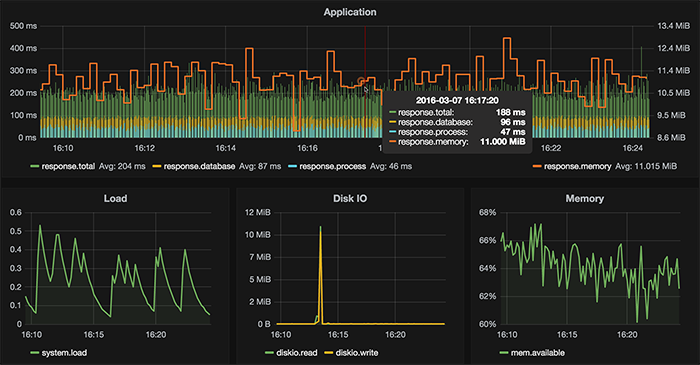 Application
500 ms
400 ms
300 ms
200 ms
100 ms
0 ms
13.4 MiB
12.4 MiB
11.4 MiB
10.5 MiB
9.5 MiB
8.6 MiB
2016-03-07 16:17:20
response.total: 188 ms
response.database: 96 ms
response.process: 47 ms
response.memory: 11.000 MiB
16:10 16:12 16:14 16:16 16:18 16:20 16:22 16:24
response.total Avg: 204 ms response.database Avg: 87 ms response.process Avg: 46 ms response.memory Avg: 11.015 MiB
Load
0.6
0.5
0.4
0.3
0.2
0.1
0
16:10 16:15 16:20
system.load
Disk IO
12 MiB
10 MiB
7 MiB
5 MiB
2 MiB
0 B
16:10 16:15 16:20
diskio.read diskio.write
Memory
68%
66%
64%
62%
60%
16:10 16:15 16:20
mem.available